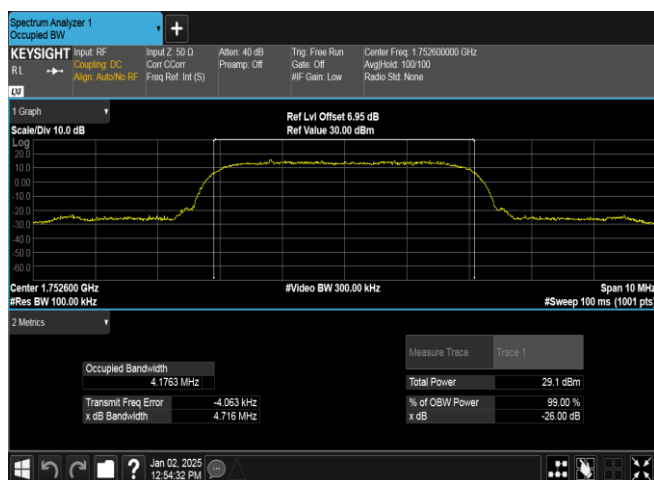 Spectrum Analyzer 1
Occupied BW
+
KEYSIGHT Input: RF Input Z: 50 Ω Atten: 40 dB Trig: Free Run Center Freq: 1.752600000 GHz
RL Coupling: DC Corr CCorr Preamp: Off Gate: Off Avg|Hold: 100/100
Align: Auto/No RF Freq Ref: Int (S) #IF Gain: Low Radio Std: None
LXI
1 Graph
Ref Lvl Offset 6.95 dB
Scale/Div 10.0 dB Ref Value 30.00 dBm
Log
20.0
10.0
0.00
-10.0
-20.0
-30.0
-40.0
-50.0
-60.0
Center 1.752600 GHz #Video BW 300.00 kHz Span 10 MHz
#Res BW 100.00 kHz #Sweep 100 ms (1001 pts)
2 Metrics
Measure Trace Trace 1
Occupied Bandwidth
4.1763 MHz
Total Power 29.1 dBm
Transmit Freq Error -4.063 kHz % of OBW Power 99.00 %
x dB Bandwidth 4.716 MHz x dB -26.00 dB
?
Jan 02, 2025
12:54:32 PM